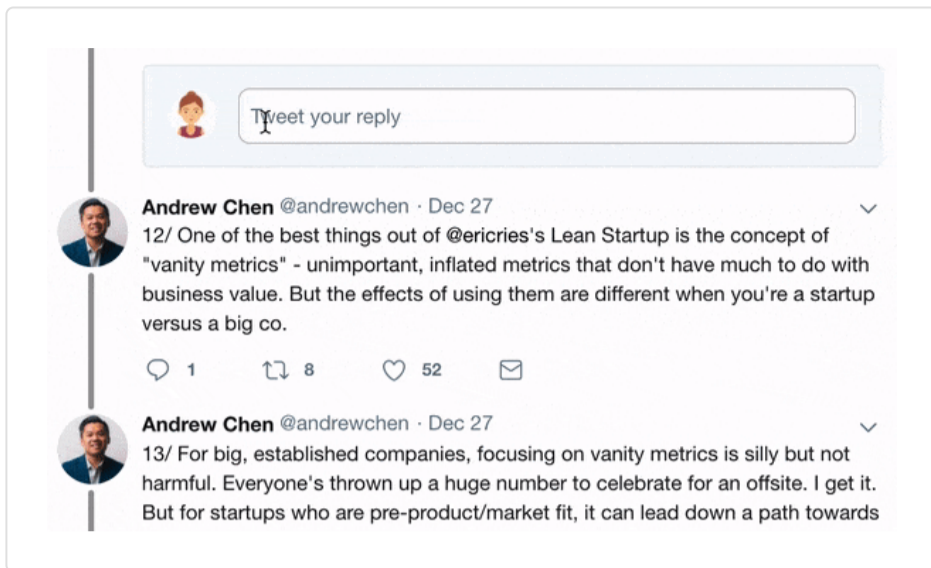 Tweet your reply
Andrew Chen @andrewchen · Dec 27
12/ One of the best things out of @ericries's Lean Startup is the concept of
"vanity metrics" - unimportant, inflated metrics that don't have much to do with
business value. But the effects of using them are different when you're a startup
versus a big co.
1 8 52
Andrew Chen @andrewchen · Dec 27
13/ For big, established companies, focusing on vanity metrics is silly but not
harmful. Everyone's thrown up a huge number to celebrate for an offsite. I get it.
But for startups who are pre-product/market fit, it can lead down a path towards